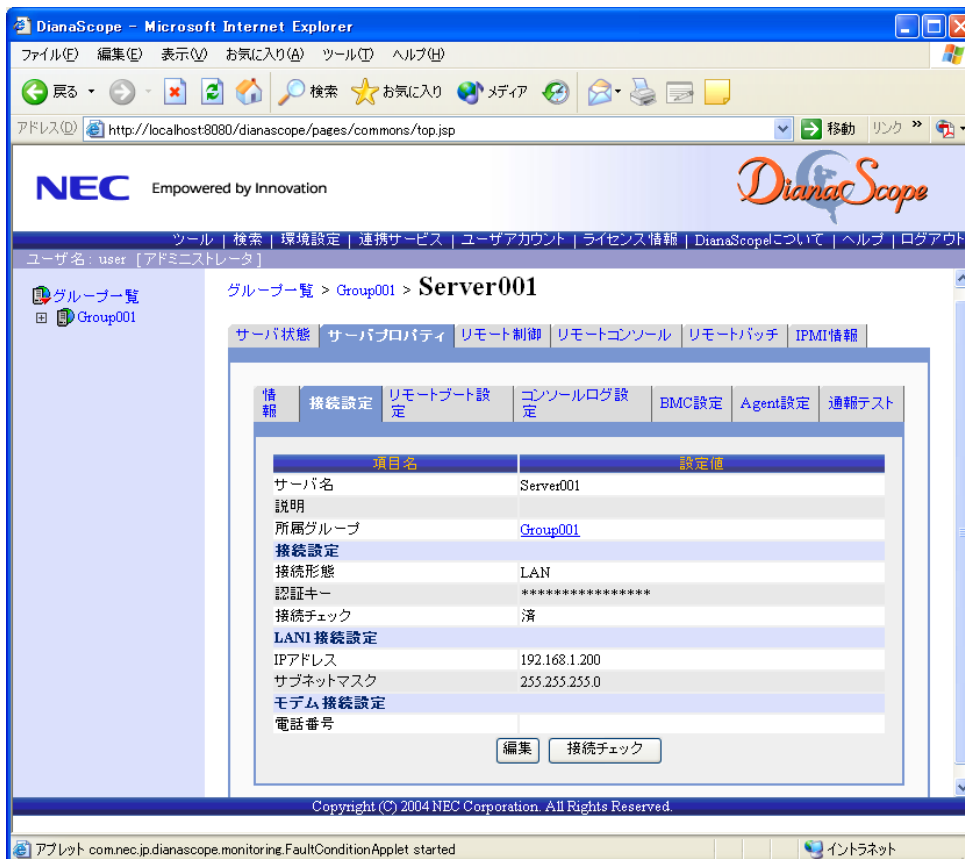 DianaScope - Microsoft Internet Explorer
ファイル(F) 編集(E) 表示(V) お気に入り(A) ツール(T) ヘルプ(H)
戻る 検索 お気に入り メディア
アドレス(D) http://localhost:8080/dianascope/pages/commons/top.jsp 移動 リンク »
NEC Empowered by Innovation DianaScope
ツール | 検索 | 環境設定 | 連携サービス | ユーザアカウント | ライセンス情報 | DianaScopeについて | ヘルプ | ログアウト
ユーザ名 : user [アドミニストレータ]
グループ一覧
Group001
グループ一覧 > Group001 > Server001
サーバ状態 サーバプロパティ リモート制御 リモートコンソール リモートバッチ IPMI情報
情報 接続設定 リモートブート設定 コンソールログ設定 BMC設定 Agent設定 通報テスト
項目名 設定値
サーバ名 Server001
説明
所属グループ Group001
接続設定
接続形態 LAN
認証キー ****************
接続チェック 済
LAN1 接続設定
IPアドレス 192.168.1.200
サブネットマスク 255.255.255.0
モデム接続設定
電話番号
編集 接続チェック
Copyright (C) 2004 NEC Corporation. All Rights Reserved.
アプレット com.nec.jp.dianascope.monitoring.FaultConditionApplet started イントラネット